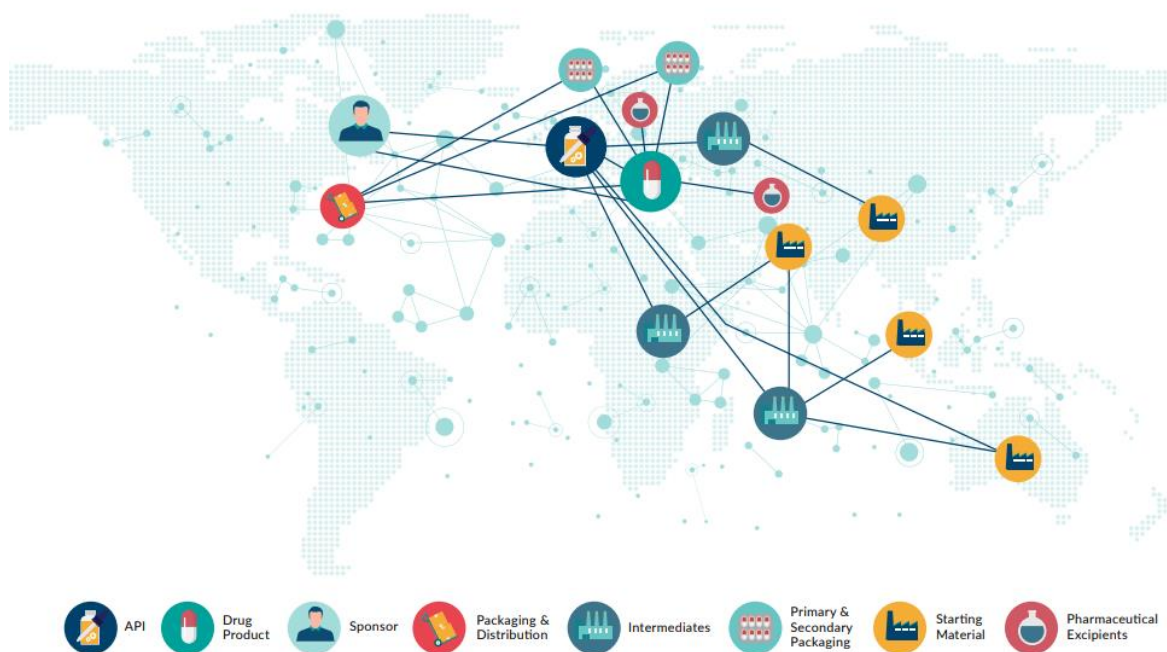 API
Drug
Product
Sponsor
Packaging &
Distribution
Intermediates
Primary &
Secondary
Packaging
Starting
Material
Pharmaceutical
Excipients